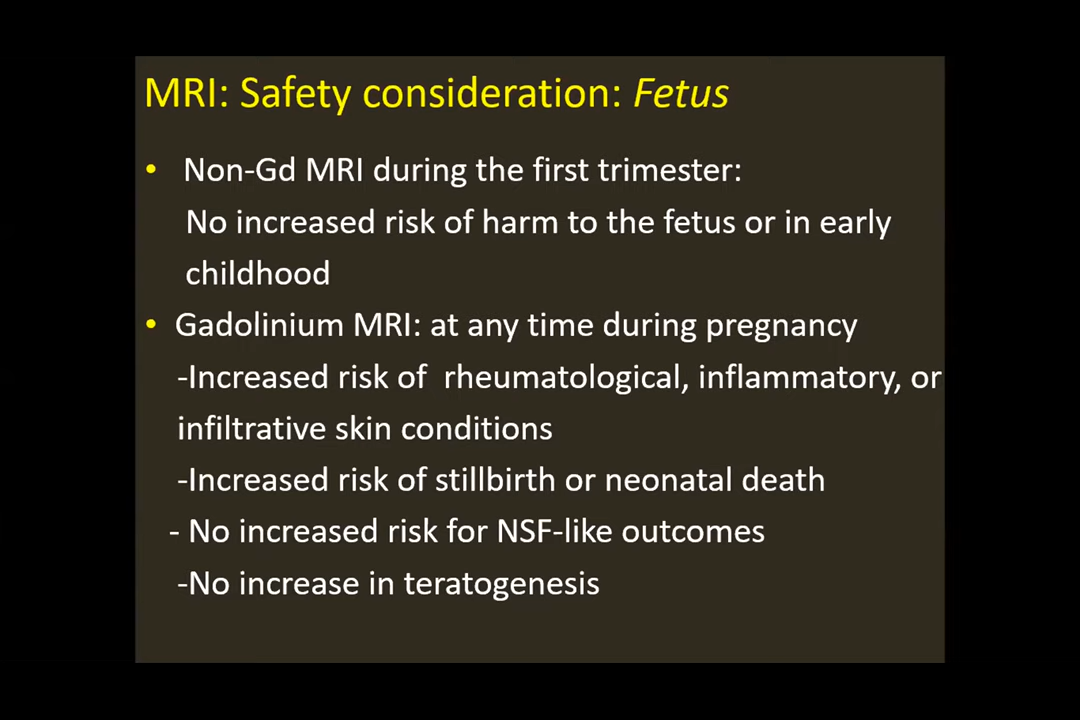 MRI: Safety consideration: Fetus
• Non-Gd MRI during the first trimester:
No increased risk of harm to the fetus or in early
childhood
• Gadolinium MRI: at any time during pregnancy
-Increased risk of rheumatological, inflammatory, or
infiltrative skin conditions
-Increased risk of stillbirth or neonatal death
- No increased risk for NSF-like outcomes
-No increase in teratogenesis